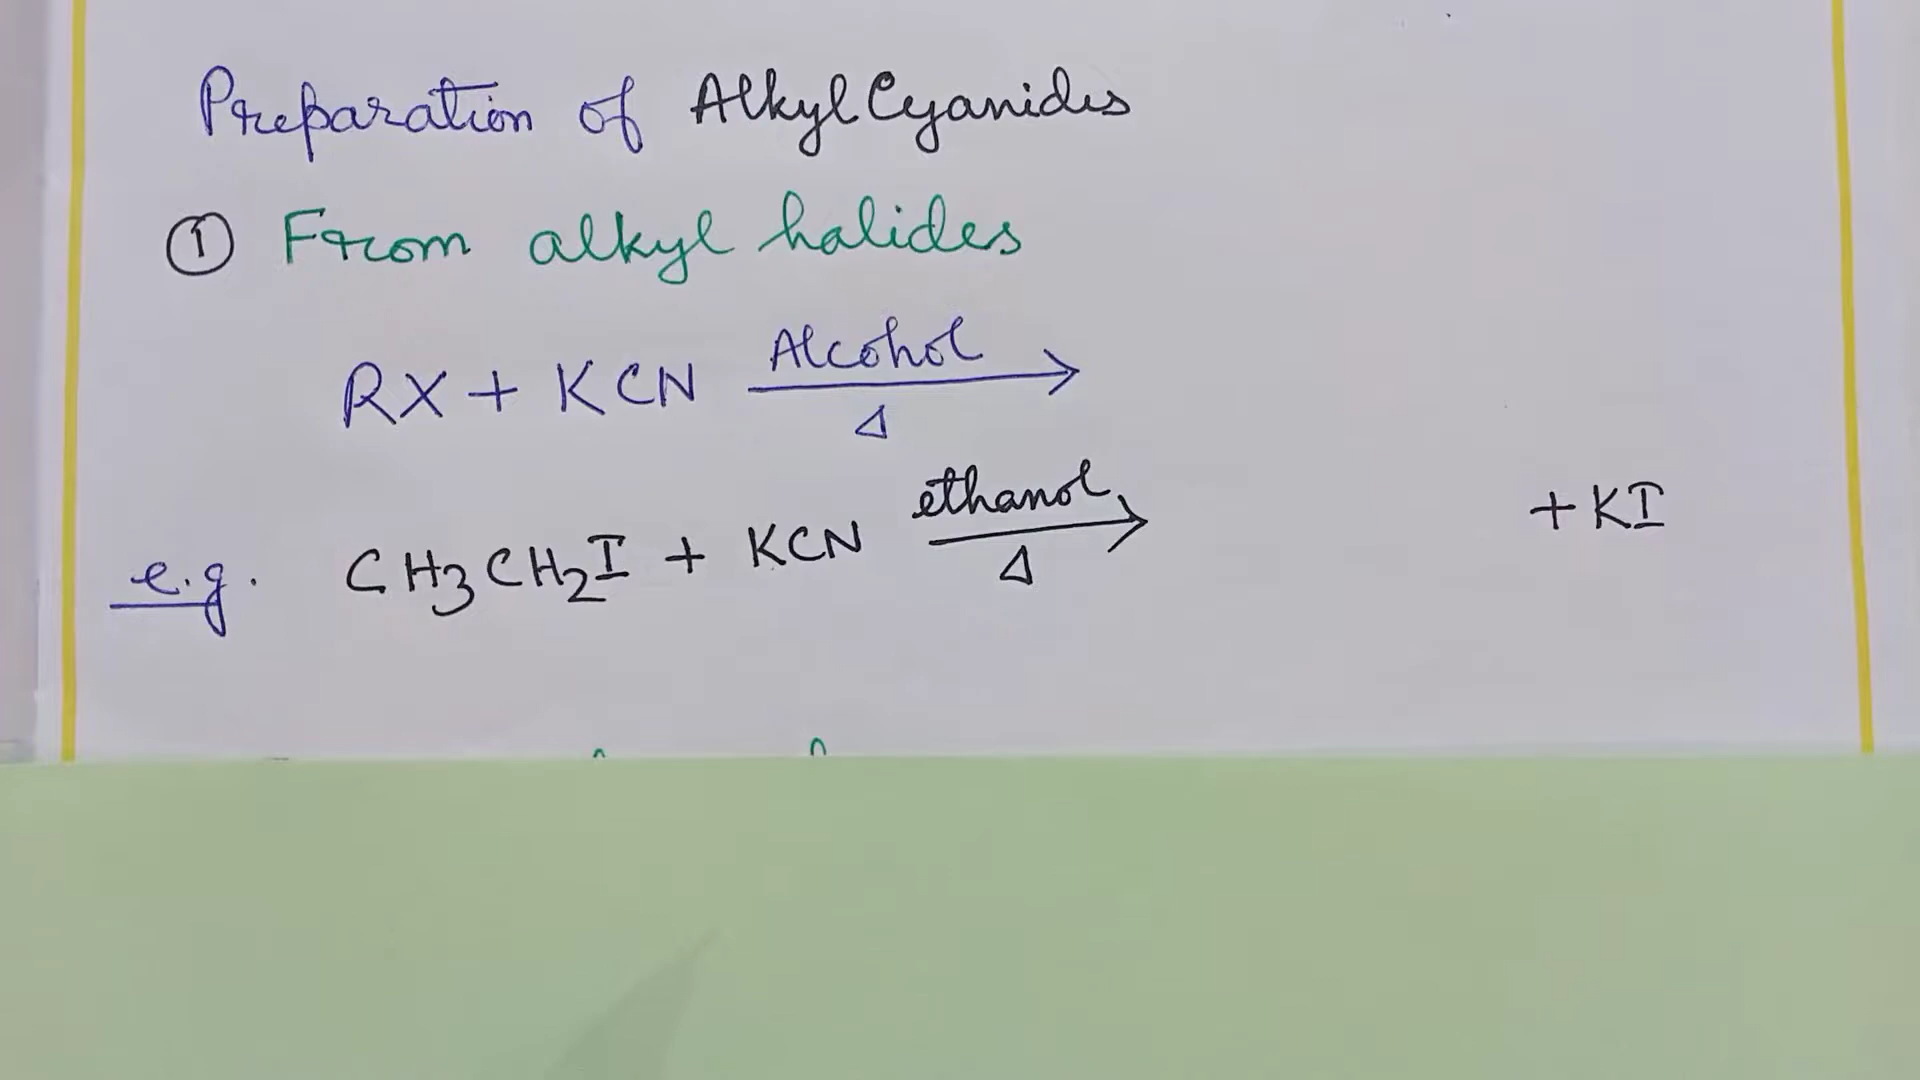 Preparation of Alkyl Cyanides
① From alkyl halides
RX + KCN Alcohol Δ →
e.g. CH3CH2I + KCN ethanol Δ → + KI